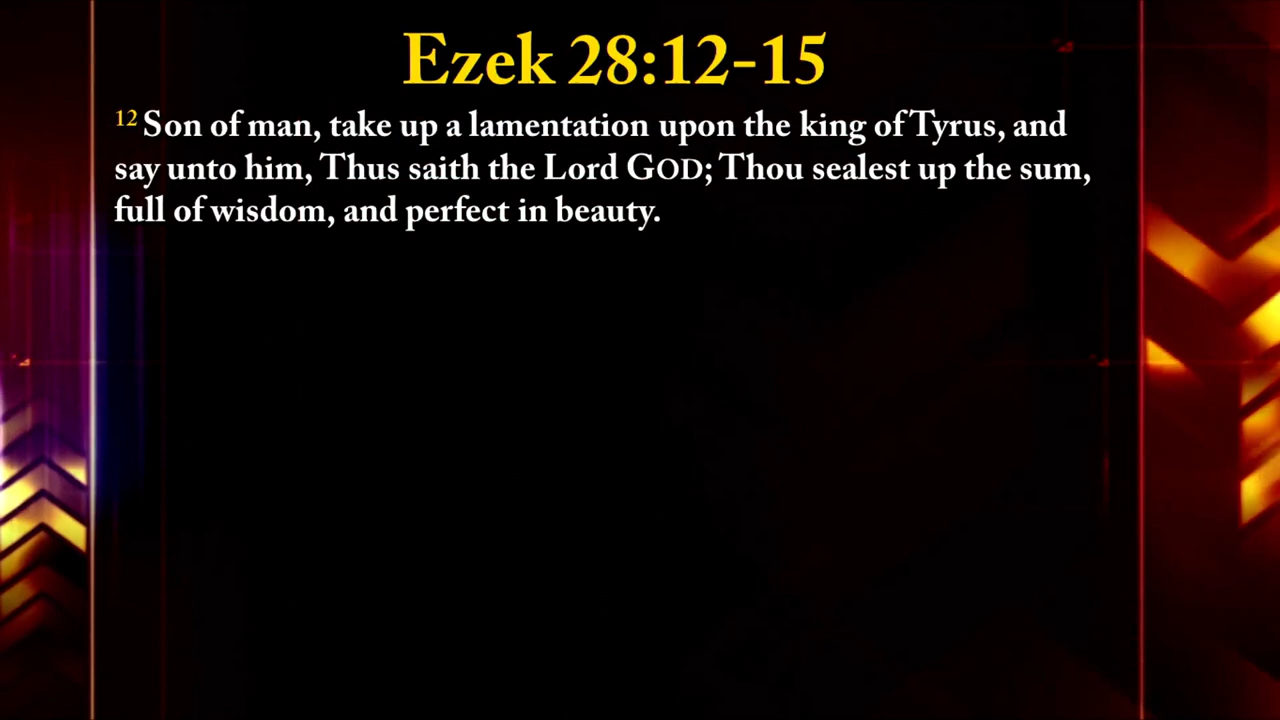 Ezek 28:12-15
12 Son of man, take up a lamentation upon the king of Tyrus, and
say unto him, Thus saith the Lord GOD; Thou sealest up the sum,
full of wisdom, and perfect in beauty.